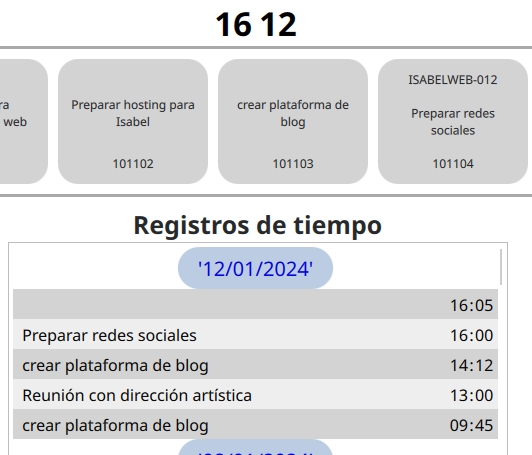 16 12
ra
web
Preparar hosting para
Isabel
101102
crear plataforma de
blog
101103
ISABELWEB-012
Preparar redes
sociales
101104
Registros de tiempo
'12/01/2024'
16:05
Preparar redes sociales 16:00
crear plataforma de blog 14:12
Reunión con dirección artística 13:00
crear plataforma de blog 09:45